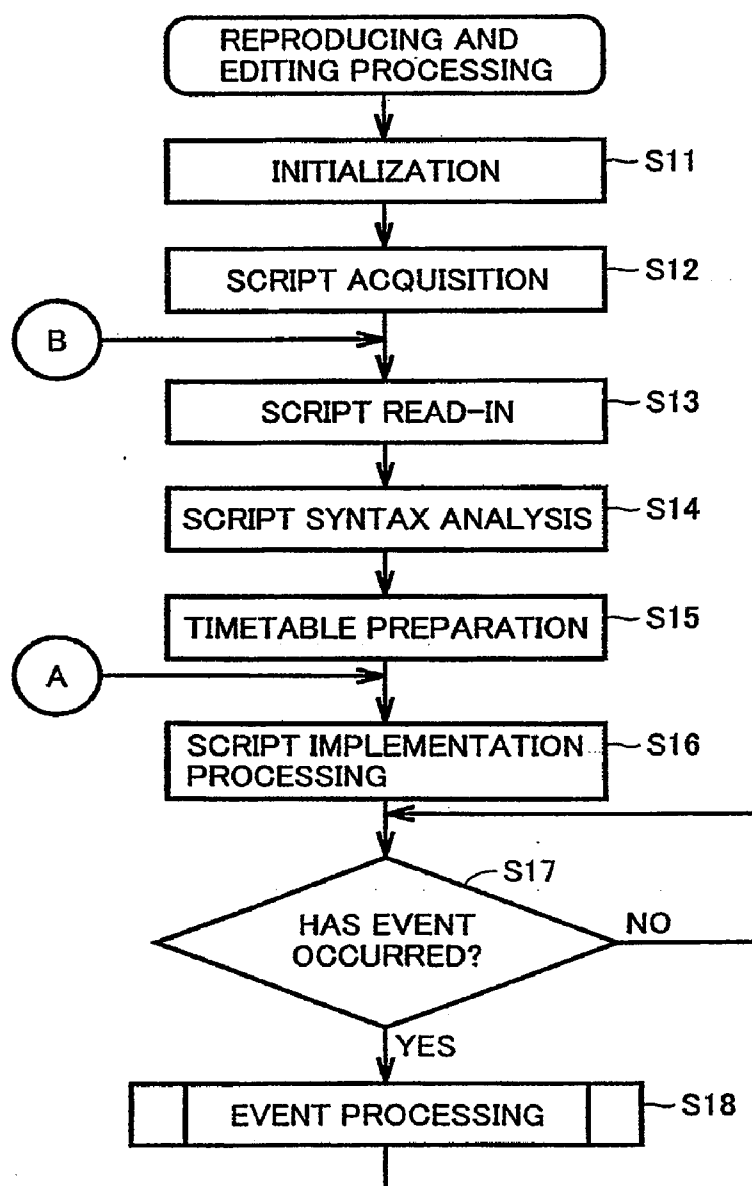 REPRODUCING AND
EDITING PROCESSING
INITIALIZATION
S11
SCRIPT ACQUISITION
S12
B
SCRIPT READ-IN
S13
SCRIPT SYNTAX ANALYSIS
S14
TIMETABLE PREPARATION
S15
A
SCRIPT IMPLEMENTATION
PROCESSING
S16
S17
HAS EVENT
OCCURRED?
NO
YES
EVENT PROCESSING
S18